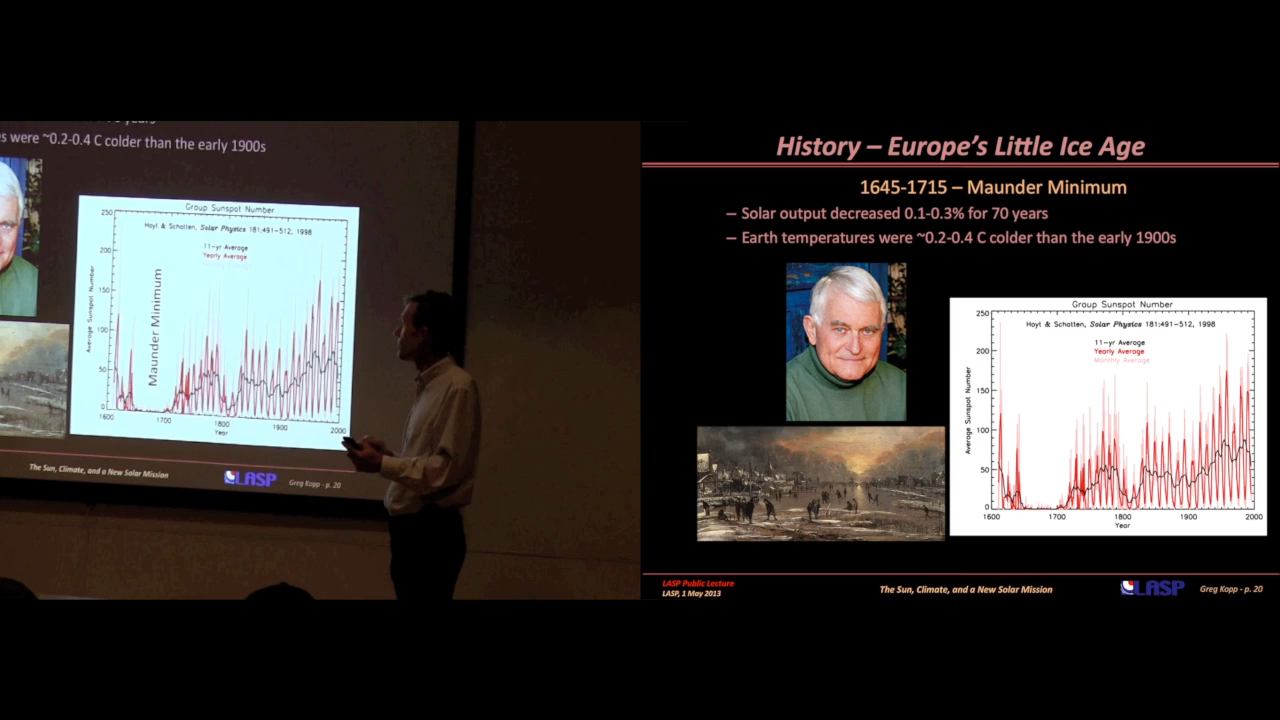 s were ~0.2-0.4 C colder than the early 1900s
Group Sunspot Number
Hoyt & Schotten, Solar Physics 181:491-512, 1998
11-yr Average
Yearly Average
Average Sunspot Number
Maunder Minimum
250
200
150
100
50
0
1600
1700
1800
1900
2000
Year
The Sun, Climate, and a New Solar Mission
LASP
Greg Kopp - p. 20
History – Europe's Little Ice Age
1645-1715 – Maunder Minimum
– Solar output decreased 0.1-0.3% for 70 years
– Earth temperatures were ~0.2-0.4 C colder than the early 1900s
Group Sunspot Number
Hoyt & Schotten, Solar Physics 181:491-512, 1998
11-yr Average
Yearly Average
Monthly Average
Average Sunspot Number
250
200
150
100
50
0
1600
1700
1800
1900
2000
Year
LASP Public Lecture
LASP, 1 May 2013
The Sun, Climate, and a New Solar Mission
LASP
Greg Kopp - p. 20